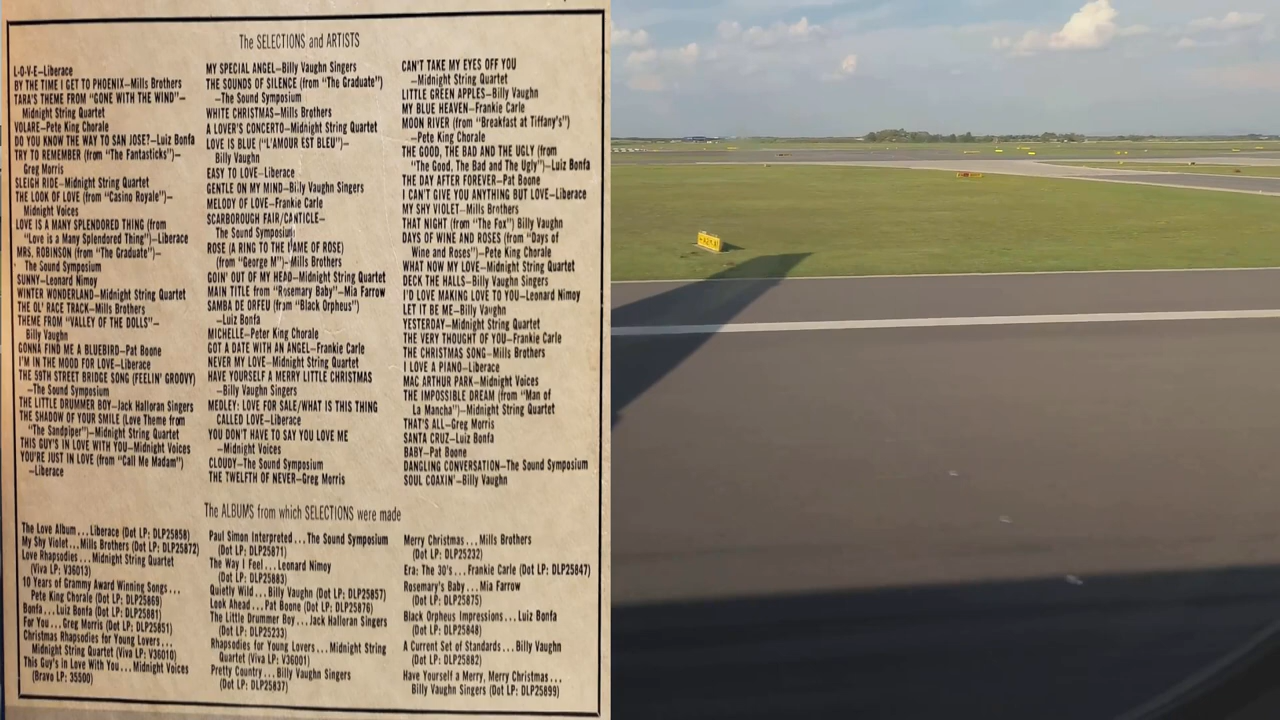 The SELECTIONS and ARTISTS
L-O-V-E—Liberace
BY THE TIME I GET TO PHOENIX—Mills Brothers
TARA'S THEME FROM "GONE WITH THE WIND"—
Midnight String Quartet
VOLARE—Pete King Chorale
DO YOU KNOW THE WAY TO SAN JOSE?—Luiz Bonfa
TRY TO REMEMBER (from "The Fantasticks")—
Greg Morris
SLEIGH RIDE—Midnight String Quartet
THE LOOK OF LOVE (from "Casino Royale")—
Midnight Voices
LOVE IS A MANY SPLENDORED THING (from
"Love is a Many Splendored Thing")—Liberace
MRS. ROBINSON (from "The Graduate")—
The Sound Symposium
SUNNY—Leonard Nimoy
WINTER WONDERLAND—Midnight String Quartet
THE OL' RACE TRACK—Mills Brothers
THEME FROM "VALLEY OF THE DOLLS"—
Billy Vaughn
GONNA FIND ME A BLUEBIRD—Pat Boone
I'M IN THE MOOD FOR LOVE—Liberace
THE 59TH STREET BRIDGE SONG (FEELIN' GROOVY)
—The Sound Symposium
THE LITTLE DRUMMER BOY—Jack Halloran Singers
THE SHADOW OF YOUR SMILE (Love Theme from
"The Sandpiper")—Midnight String Quartet
THIS GUY'S IN LOVE WITH YOU—Midnight Voices
YOU'RE JUST IN LOVE (from "Call Me Madam")
—Liberace
MY SPECIAL ANGEL—Billy Vaughn Singers
THE SOUNDS OF SILENCE (from "The Graduate")
—The Sound Symposium
WHITE CHRISTMAS—Mills Brothers
A LOVER'S CONCERTO—Midnight String Quartet
LOVE IS BLUE ("L'AMOUR EST BLEU")—
Billy Vaughn
EASY TO LOVE—Liberace
GENTLE ON MY MIND—Billy Vaughn Singers
MELODY OF LOVE—Frankie Carle
SCARBOROUGH FAIR/CANTICLE—
The Sound Symposium
ROSE (A RING TO THE NAME OF ROSE)
(from "George M")—Mills Brothers
GOIN' OUT OF MY HEAD—Midnight String Quartet
MAIN TITLE from "Rosemary Baby"—Mia Farrow
SAMBA DE ORFEU (from "Black Orpheus")
—Luiz Bonfa
MICHELLE—Peter King Chorale
GOT A DATE WITH AN ANGEL—Frankie Carle
NEVER MY LOVE—Midnight String Quartet
HAVE YOURSELF A MERRY LITTLE CHRISTMAS
—Billy Vaughn Singers
MEDLEY: LOVE FOR SALE/WHAT IS THIS THING
CALLED LOVE—Liberace
YOU DON'T HAVE TO SAY YOU LOVE ME
—Midnight Voices
CLOUDY—The Sound Symposium
THE TWELFTH OF NEVER—Greg Morris
CAN'T TAKE MY EYES OFF YOU
—Midnight String Quartet
LITTLE GREEN APPLES—Billy Vaughn
MY BLUE HEAVEN—Frankie Carle
MOON RIVER (from "Breakfast at Tiffany's")
—Pete King Chorale
THE GOOD, THE BAD AND THE UGLY (from
"The Good, The Bad and The Ugly")—Luiz Bonfa
THE DAY AFTER FOREVER—Pat Boone
I CAN'T GIVE YOU ANYTHING BUT LOVE—Liberace
MY SHY VIOLET—Mills Brothers
THAT NIGHT (from "The Fox") Billy Vaughn
DAYS OF WINE AND ROSES (from "Days of
Wine and Roses")—Pete King Chorale
WHAT NOW MY LOVE—Midnight String Quartet
DECK THE HALLS—Billy Vaughn Singers
I'D LOVE MAKING LOVE TO YOU—Leonard Nimoy
LET IT BE ME—Billy Vaughn
YESTERDAY—Midnight String Quartet
THE VERY THOUGHT OF YOU—Frankie Carle
THE CHRISTMAS SONG—Mills Brothers
I LOVE A PIANO—Liberace
MAC ARTHUR PARK—Midnight Voices
THE IMPOSSIBLE DREAM (from "Man of
La Mancha")—Midnight String Quartet
THAT'S ALL—Greg Morris
SANTA CRUZ—Luiz Bonfa
BABY—Pat Boone
DANGLING CONVERSATION—The Sound Symposium
SOUL COAXIN'—Billy Vaughn
The ALBUMS from which SELECTIONS were made
The Love Album...Liberace (Dot LP: DLP25858)
My Shy Violet...Mills Brothers (Dot LP: DLP25872)
Love Rhapsodies...Midnight String Quartet
(Viva LP: V36013)
10 Years of Grammy Award Winning Songs...
Pete King Chorale (Dot LP: DLP25869)
Bonfa...Luiz Bonfa (Dot LP: DLP25881)
For You...Greg Morris (Dot LP: DLP25851)
Christmas Rhapsodies for Young Lovers...
Midnight String Quartet (Viva LP: V36010)
This Guy's in Love With You...Midnight Voices
(Bravo LP: 35500)
Paul Simon Interpreted...The Sound Symposium
(Dot LP: DLP25871)
The Way I Feel...Leonard Nimoy
(Dot LP: DLP25883)
Quietly Wild...Billy Vaughn (Dot LP: DLP25857)
Look Ahead...Pat Boone (Dot LP: DLP25876)
The Little Drummer Boy...Jack Halloran Singers
(Dot LP: DLP25233)
Rhapsodies for Young Lovers...Midnight String
Quartet (Viva LP: V36001)
Pretty Country...Billy Vaughn Singers
(Dot LP: DLP25837)
Merry Christmas...Mills Brothers
(Dot LP: DLP25232)
Era: The 30's...Frankie Carle (Dot LP: DLP25847)
Rosemary's Baby...Mia Farrow
(Dot LP: DLP25875)
Black Orpheus Impressions...Luiz Bonfa
(Dot LP: DLP25848)
A Current Set of Standards...Billy Vaughn
(Dot LP: DLP25882)
Have Yourself a Merry, Merry Christmas...
Billy Vaughn Singers (Dot LP: DLP25899)